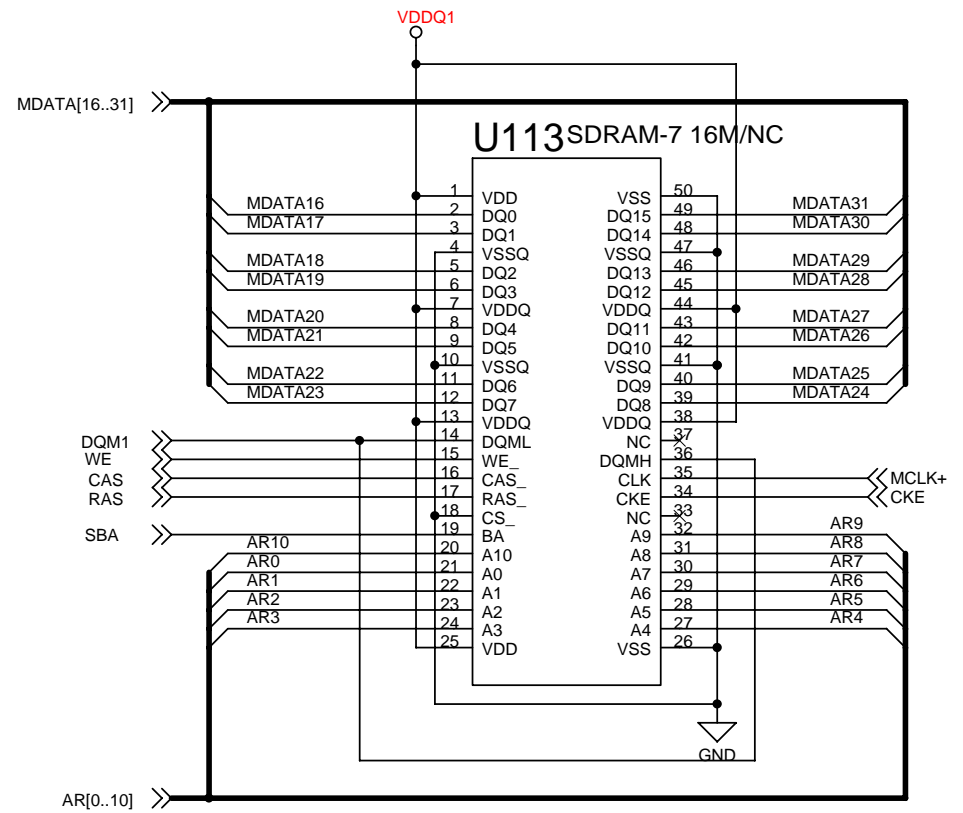 VDDQ1
MDATA[16..31]
U113 SDRAM-7 16M/NC
1 VDD VSS 50
MDATA16 2 DQ0 DQ15 49 MDATA31
MDATA17 3 DQ1 DQ14 48 MDATA30
4 VSSQ VSSQ 47
MDATA18 5 DQ2 DQ13 46 MDATA29
MDATA19 6 DQ3 DQ12 45 MDATA28
7 VDDQ VDDQ 44
MDATA20 8 DQ4 DQ11 43 MDATA27
MDATA21 9 DQ5 DQ10 42 MDATA26
10 VSSQ VSSQ 41
MDATA22 11 DQ6 DQ9 40 MDATA25
MDATA23 12 DQ7 DQ8 39 MDATA24
13 VDDQ VDDQ 38
DQM1 14 DQML NC 37
WE 15 WE_ DQMH 36
CAS 16 CAS_ CLK 35 MCLK+
RAS 17 RAS_ CKE 34 CKE
18 CS_ NC 33
SBA 19 BA A9 32 AR9
AR10 20 A10 A8 31 AR8
AR0 21 A0 A7 30 AR7
AR1 22 A1 A6 29 AR6
AR2 23 A2 A5 28 AR5
AR3 24 A3 A4 27 AR4
25 VDD VSS 26
GND
AR[0..10]